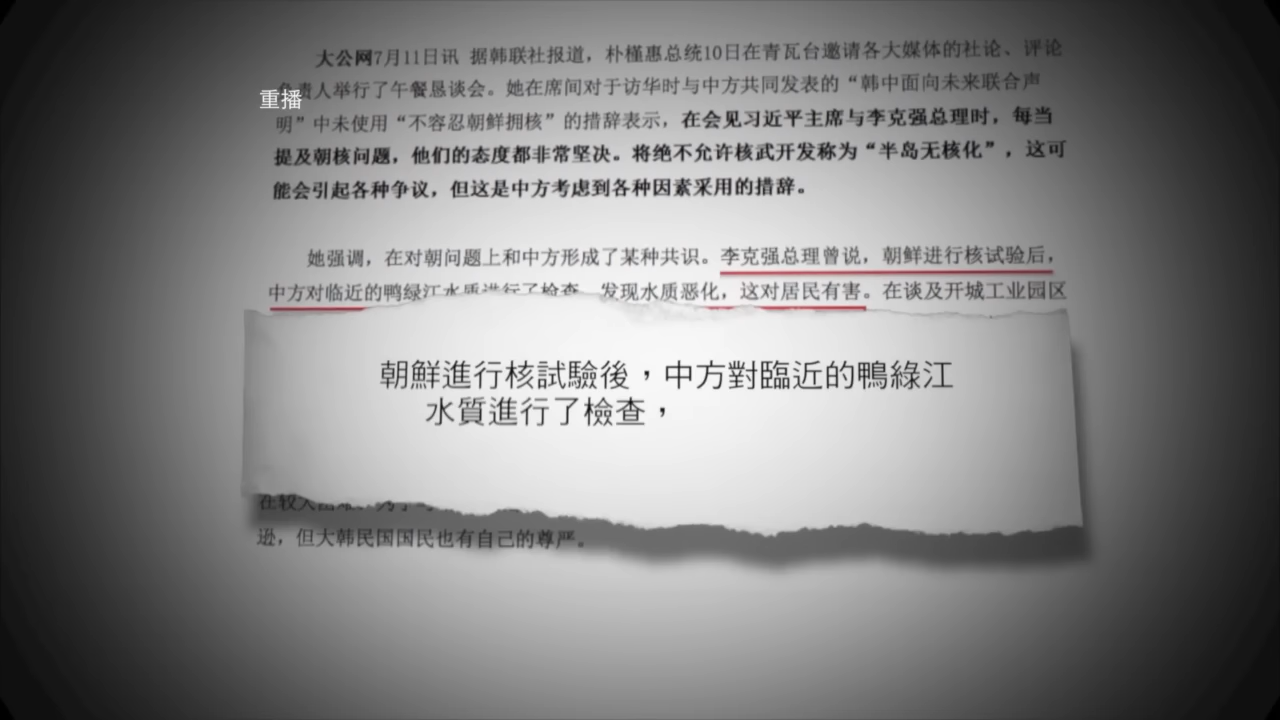 大公网7月11日讯 据韩联社报道，朴槿惠总统10日在青瓦台邀请各大媒体的社论、评论
责人举行了午餐恳谈会。她在席间对于访华时与中方共同发表的“韩中面向未来联合声
重播
明”中未使用“不容忍朝鲜拥核”的措辞表示，在会见习近平主席与李克强总理时，每当
提及朝核问题，他们的态度都非常坚决。将绝不允许核武开发称为“半岛无核化”，这可
能会引起各种争议，但这是中方考虑到各种因素采用的措辞。
她强调，在对朝问题上和中方形成了某种共识。李克强总理曾说，朝鲜进行核试验后，
中方对临近的鸭绿江水质进行了检查，发现水质恶化，这对居民有害。在谈及开城工业园区
朝鮮進行核試驗後，中方對臨近的鴨綠江
水質進行了檢查，
在较大
逊，但大韩民国国民也有自己的尊严。